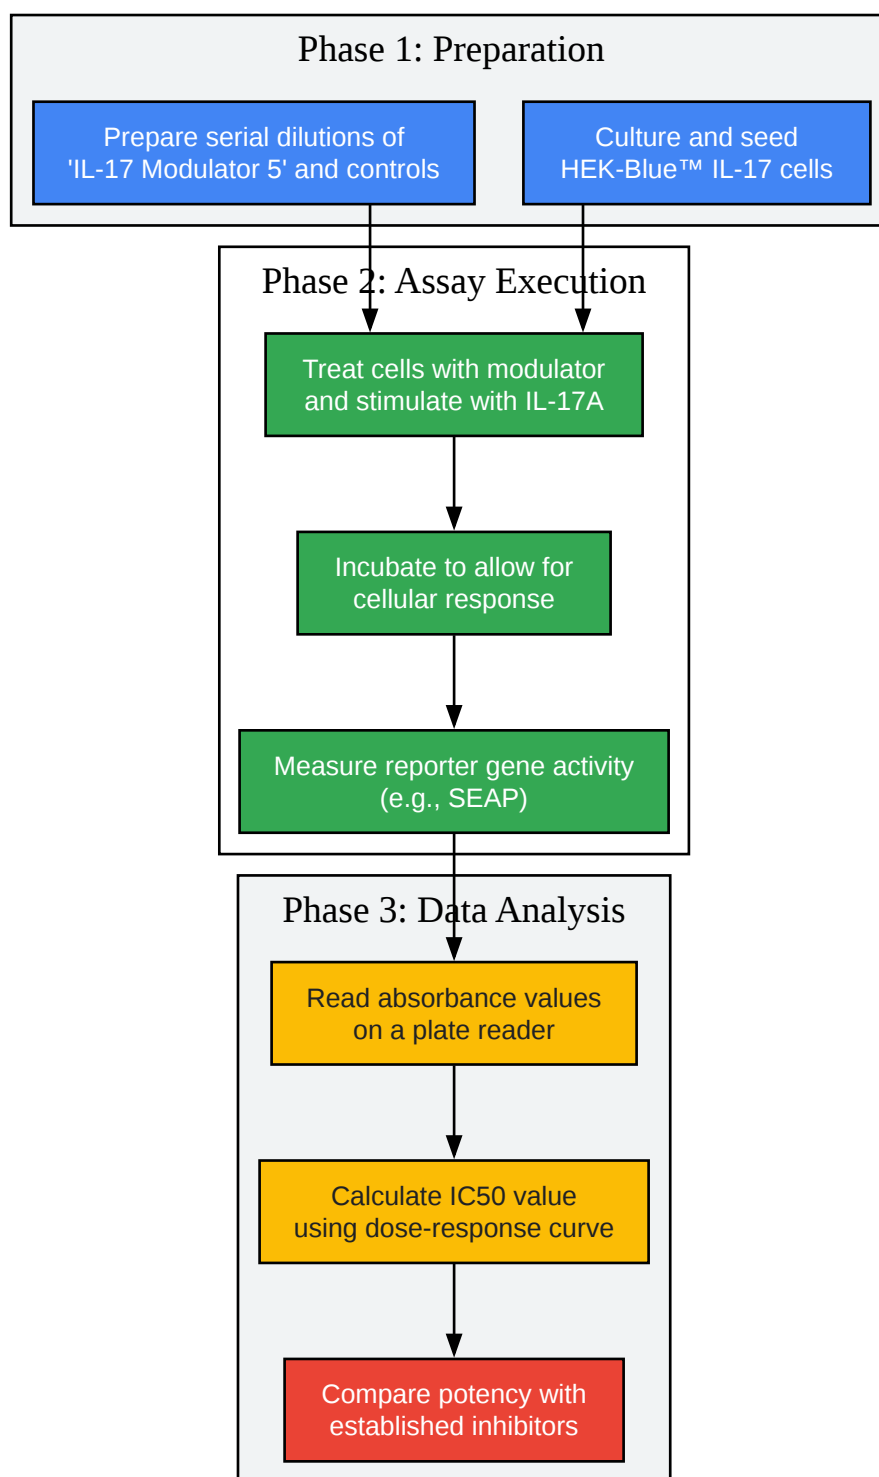 Phase 1: Preparation
Prepare serial dilutions of
'IL-17 Modulator 5' and controls
Culture and seed
HEK-Blue™ IL-17 cells
Phase 2: Assay Execution
Treat cells with modulator
and stimulate with IL-17A
Incubate to allow for
cellular response
Measure reporter gene activity
(e.g., SEAP)
Phase 3: Data Analysis
Read absorbance values
on a plate reader
Calculate IC50 value
using dose-response curve
Compare potency with
established inhibitors